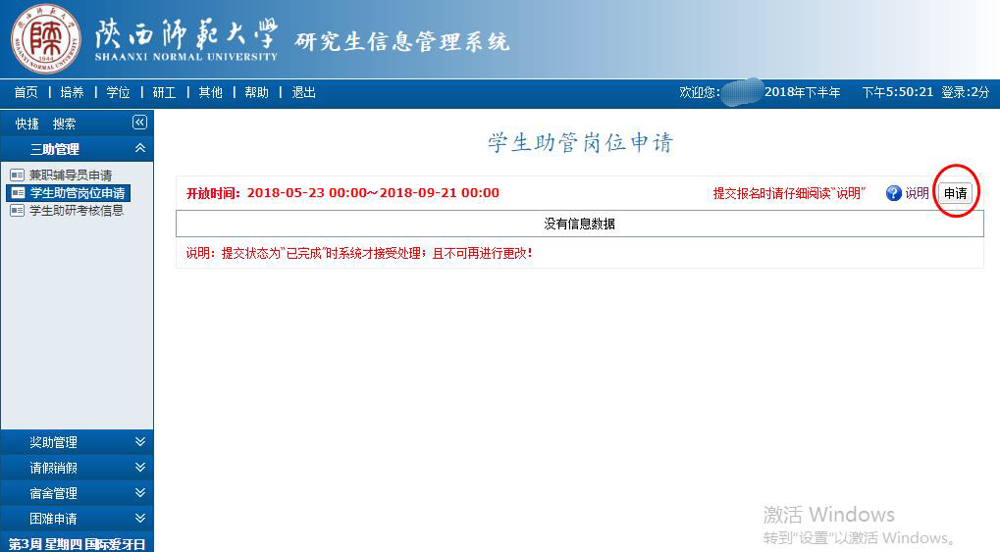 陕西师范大学 研究生信息管理系统
SHAANXI NORMAL UNIVERSITY
1944
首页 | 培养 | 学位 | 研工 | 其他 | 帮助 | 退出
欢迎您: 2018年下半年 下午5:50:21 登录:2分
快捷 搜索
三助管理
兼职辅导员申请
学生助管岗位申请
学生助研考核信息
奖助管理
请假销假
宿舍管理
困难申请
第3周 星期四 国际爱牙日
学生助管岗位申请
开放时间：2018-05-23 00:00～2018-09-21 00:00
提交报名时请仔细阅读“说明” ? 说明 申请
没有信息数据
说明：提交状态为“已完成”时系统才接受处理；且不可再进行更改！
激活 Windows
转到“设置”以激活 Windows。